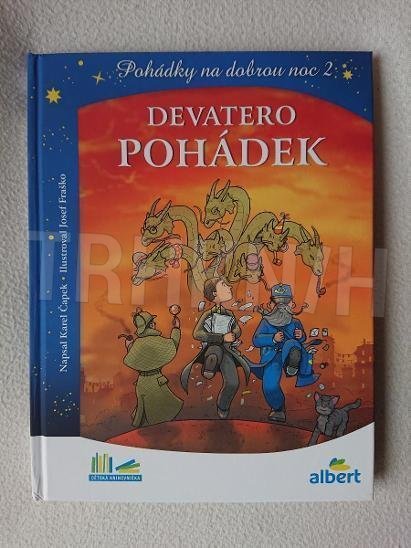 Pohádky na dobrou noc 2
DEVATERO
POHÁDEK
Napsal Karel Čapek • Ilustroval Josef Fraško
DĚTSKÁ KNIHOVNIČKA
albert